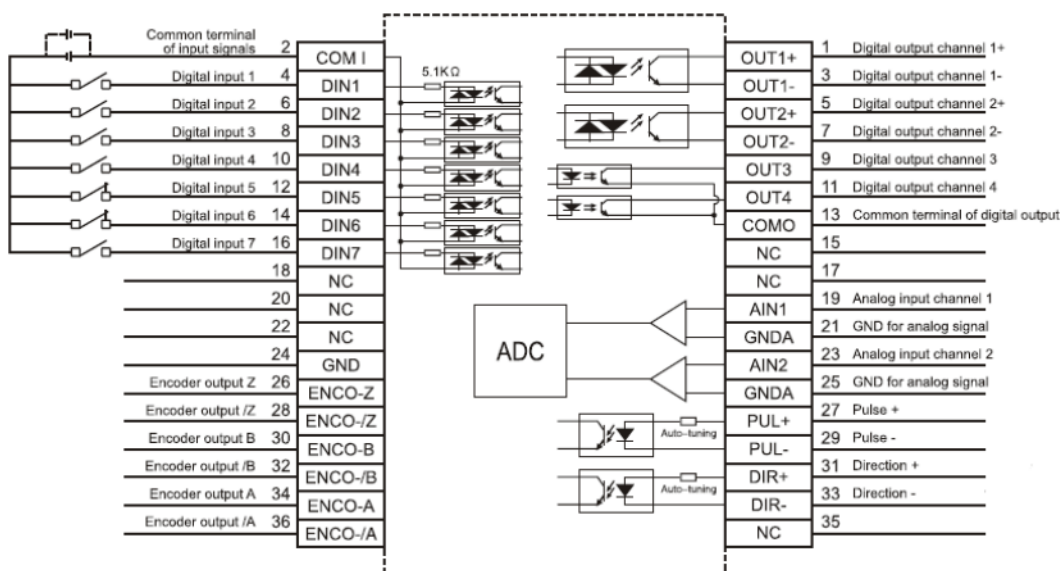 Common terminal
of input signals 2 COM I
Digital input 1 4 DIN1
Digital input 2 6 DIN2
Digital input 3 8 DIN3
Digital input 4 10 DIN4
Digital input 5 12 DIN5
Digital input 6 14 DIN6
Digital input 7 16 DIN7
18 NC
20 NC
22 NC
24 GND
Encoder output Z 26 ENCO-Z
Encoder output /Z 28 ENCO-/Z
Encoder output B 30 ENCO-B
Encoder output /B 32 ENCO-/B
Encoder output A 34 ENCO-A
Encoder output /A 36 ENCO-/A
5.1KΩ
ADC
Auto-tuning
Auto-tuning
OUT1+ 1 Digital output channel 1+
OUT1- 3 Digital output channel 1-
OUT2+ 5 Digital output channel 2+
OUT2- 7 Digital output channel 2-
OUT3 9 Digital output channel 3
OUT4 11 Digital output channel 4
COMO 13 Common terminal of digital output
NC 15
NC 17
AIN1 19 Analog input channel 1
GNDA 21 GND for analog signal
AIN2 23 Analog input channel 2
GNDA 25 GND for analog signal
PUL+ 27 Pulse +
PUL- 29 Pulse -
DIR+ 31 Direction +
DIR- 33 Direction -
NC 35